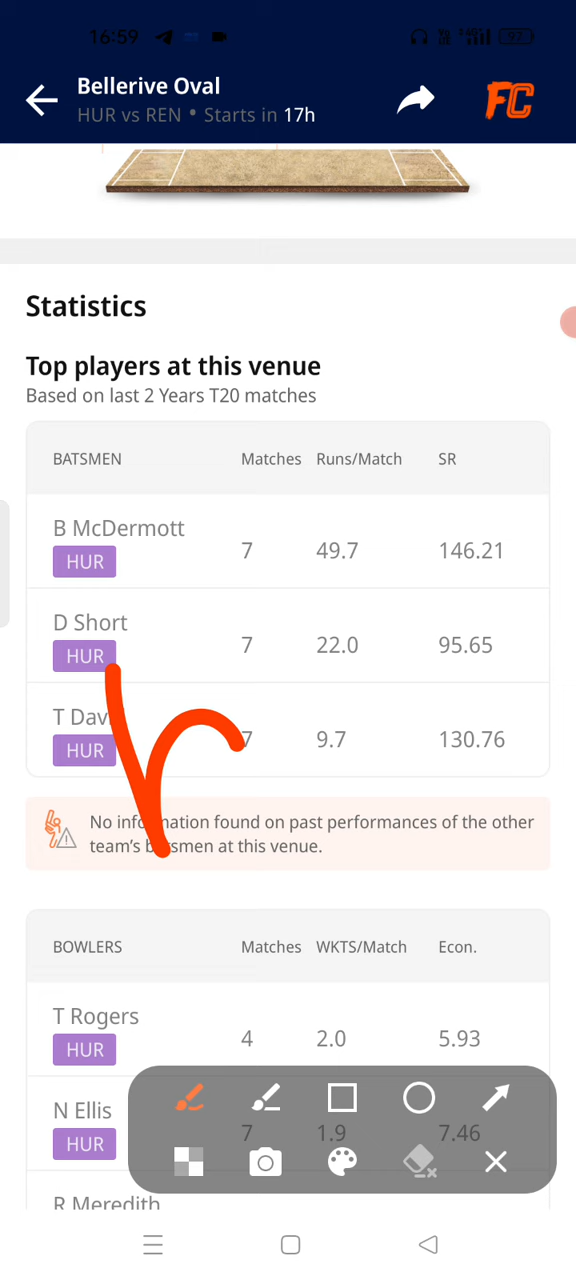 16:59
97
Bellerive Oval
HUR vs REN • Starts in 17h
FC
Statistics
Top players at this venue
Based on last 2 Years T20 matches
BATSMEN Matches Runs/Match SR
B McDermott
HUR 7 49.7 146.21
D Short
HUR 7 22.0 95.65
T Dav
HUR 7 9.7 130.76
No information found on past performances of the other
team's batsmen at this venue.
BOWLERS Matches WKTS/Match Econ.
T Rogers
HUR 4 2.0 5.93
N Ellis
HUR 7 1.9 7.46
R Meredith